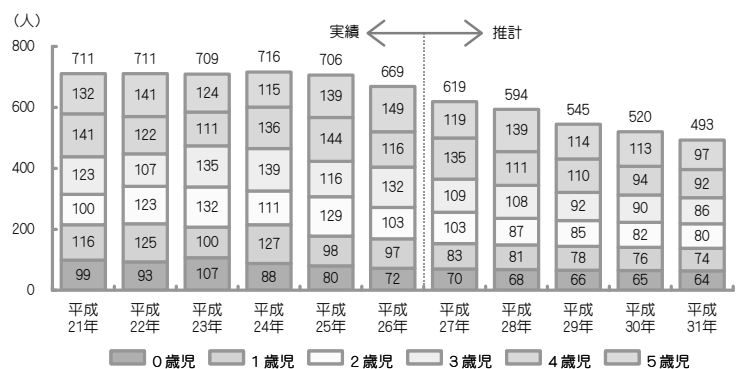 (人)
実績 推計
800
600
400
200
0
711 711 709 716 706 669 619 594 545 520 493
132 141 124 115 139 149 119 139 114 113 97
141 122 111 136 144 116 135 111 110 94 92
123 107 135 139 116 132 109 108 92 90 86
100 123 132 111 129 103 103 87 85 82 80
116 125 100 127 98 97 83 81 78 76 74
99 93 107 88 80 72 70 68 66 65 64
平成 平成 平成 平成 平成 平成 平成 平成 平成 平成 平成
21年 22年 23年 24年 25年 26年 27年 28年 29年 30年 31年
0歳児 1歳児 2歳児 3歳児 4歳児 5歳児